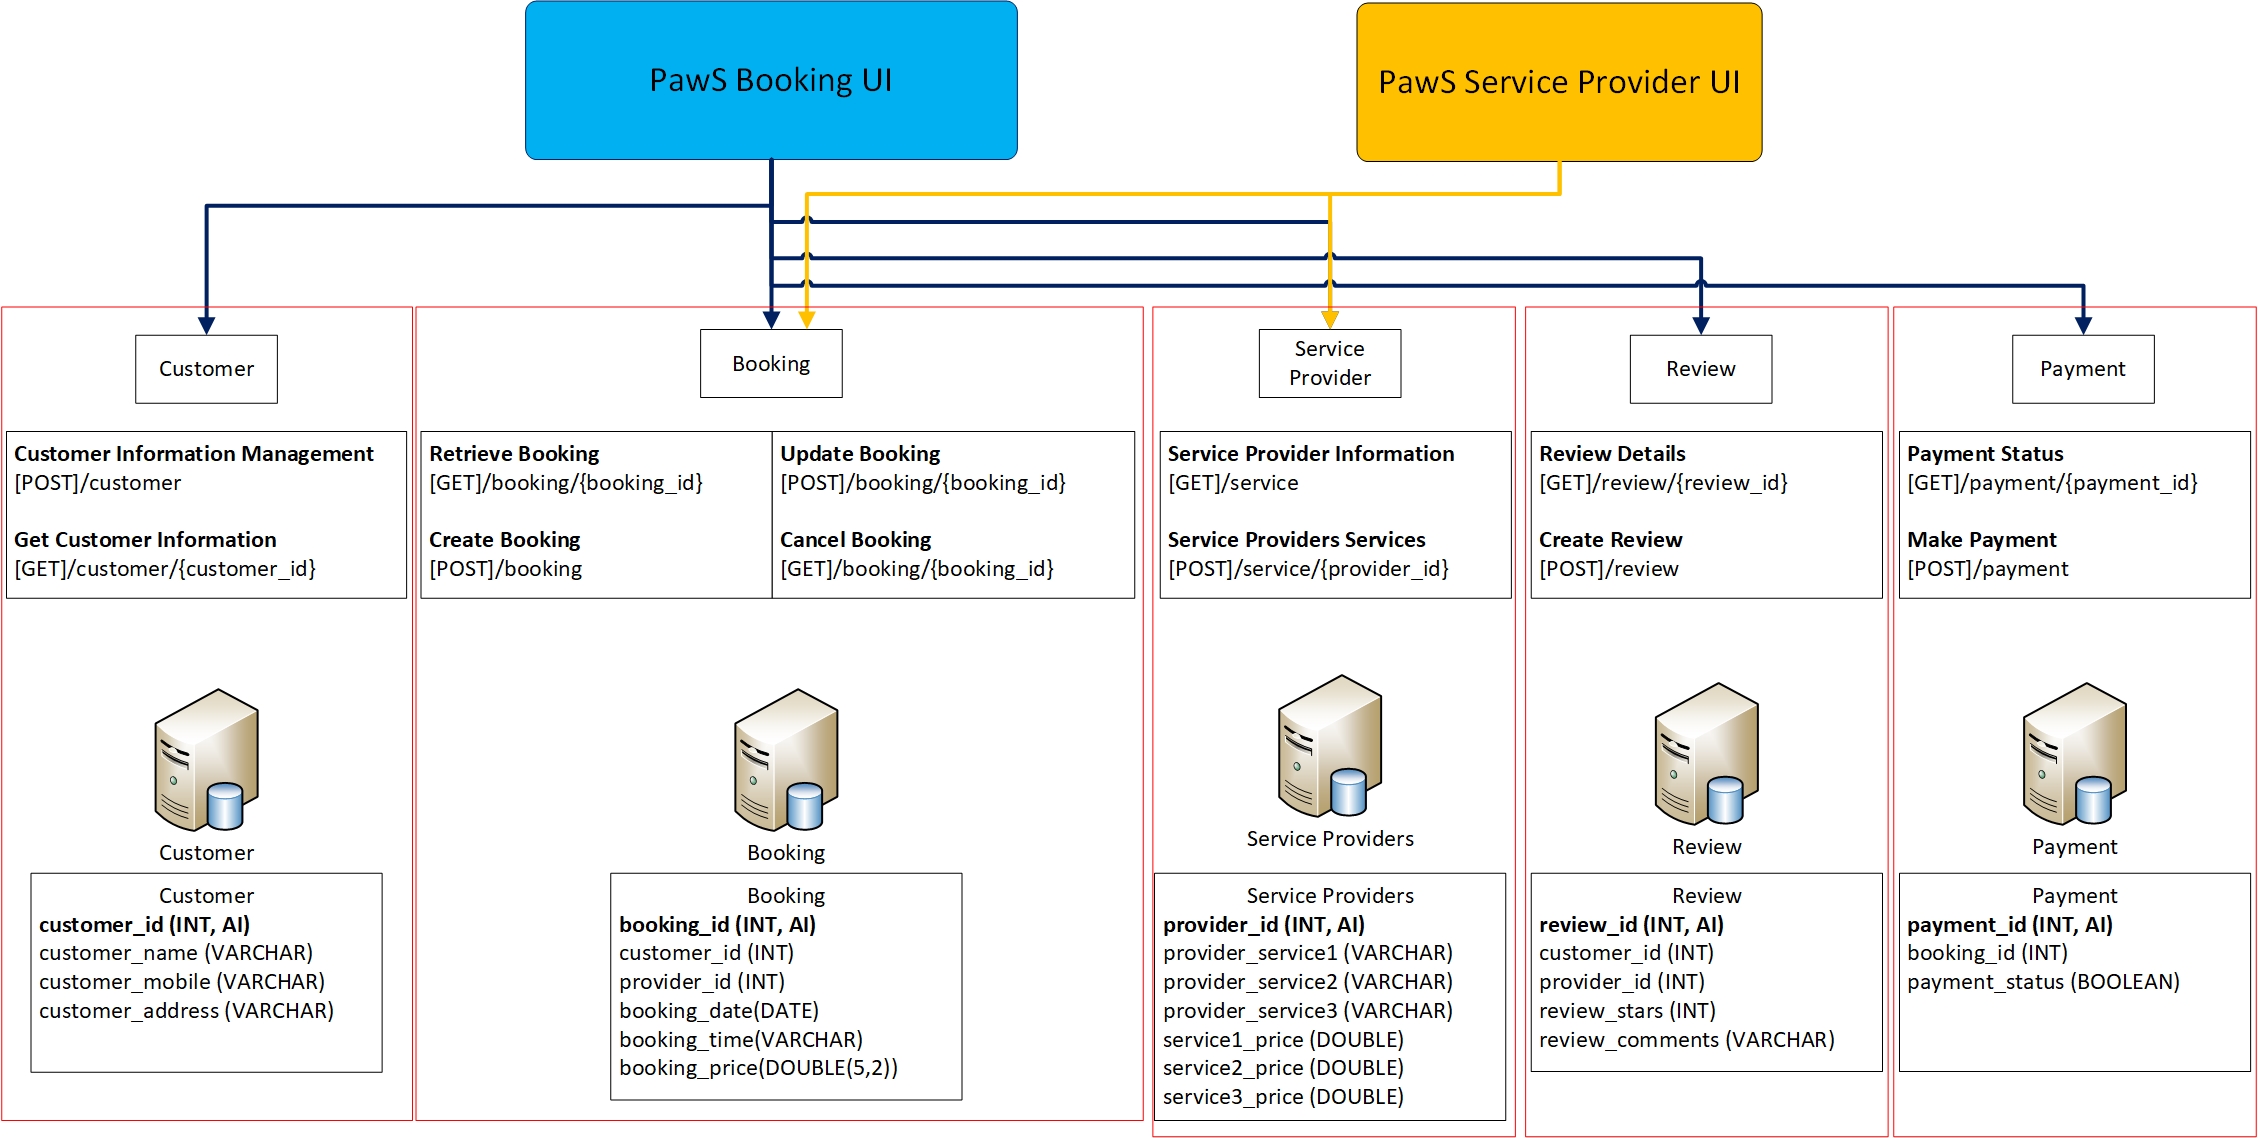 PawS Booking UI
PawS Service Provider UI
Customer
Customer Information Management
[POST]/customer
Get Customer Information
[GET]/customer/{customer_id}
Customer
Customer
customer_id (INT, AI)
customer_name (VARCHAR)
customer_mobile (VARCHAR)
customer_address (VARCHAR)
Booking
Retrieve Booking
[GET]/booking/{booking_id}
Create Booking
[POST]/booking
Update Booking
[POST]/booking/{booking_id}
Cancel Booking
[GET]/booking/{booking_id}
Booking
Booking
booking_id (INT, AI)
customer_id (INT)
provider_id (INT)
booking_date(DATE)
booking_time(VARCHAR)
booking_price(DOUBLE(5,2))
Service
Provider
Service Provider Information
[GET]/service
Service Providers Services
[POST]/service/{provider_id}
Service Providers
Service Providers
provider_id (INT, AI)
provider_service1 (VARCHAR)
provider_service2 (VARCHAR)
provider_service3 (VARCHAR)
service1_price (DOUBLE)
service2_price (DOUBLE)
service3_price (DOUBLE)
Review
Review Details
[GET]/review/{review_id}
Create Review
[POST]/review
Review
Review
review_id (INT, AI)
customer_id (INT)
provider_id (INT)
review_stars (INT)
review_comments (VARCHAR)
Payment
Payment Status
[GET]/payment/{payment_id}
Make Payment
[POST]/payment
Payment
Payment
payment_id (INT, AI)
booking_id (INT)
payment_status (BOOLEAN)